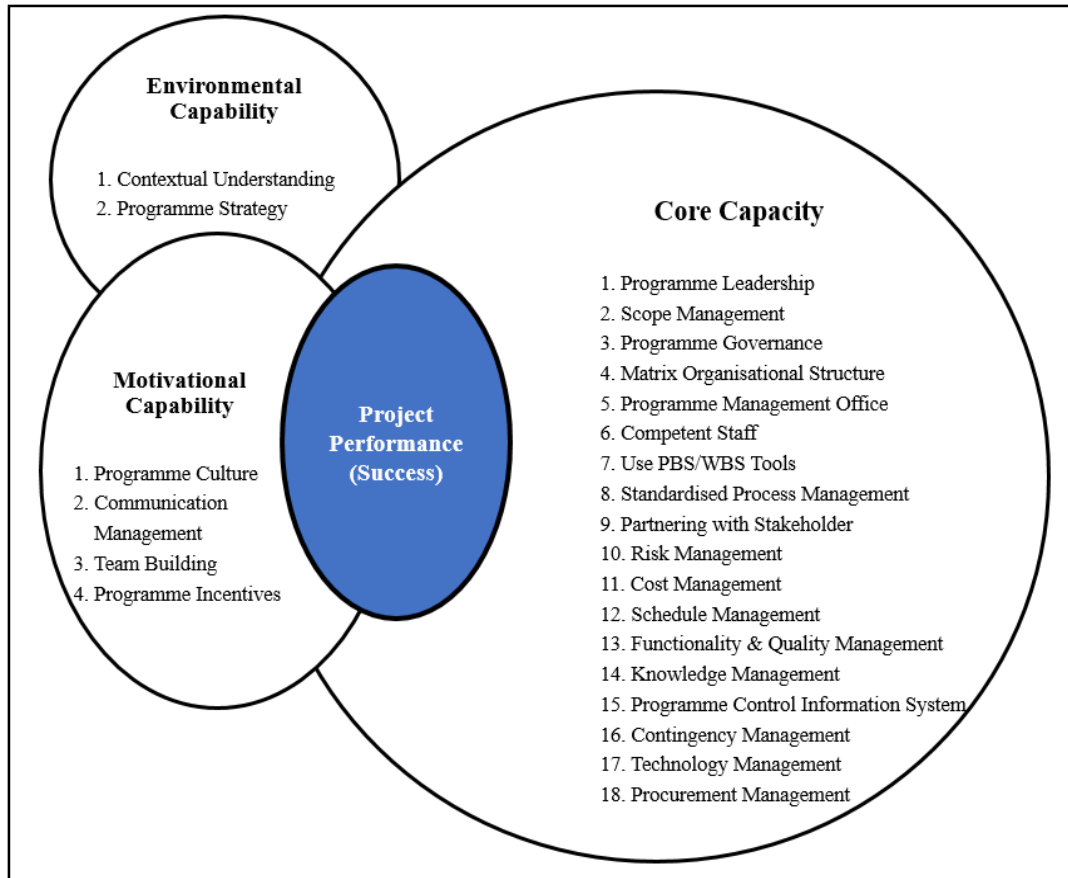 Environmental
Capability
1. Contextual Understanding
2. Programme Strategy
Motivational
Capability
1. Programme Culture
2. Communication
Management
3. Team Building
4. Programme Incentives
Project
Performance
(Success)
Core Capacity
1. Programme Leadership
2. Scope Management
3. Programme Governance
4. Matrix Organisational Structure
5. Programme Management Office
6. Competent Staff
7. Use PBS/WBS Tools
8. Standardised Process Management
9. Partnering with Stakeholder
10. Risk Management
11. Cost Management
12. Schedule Management
13. Functionality & Quality Management
14. Knowledge Management
15. Programme Control Information System
16. Contingency Management
17. Technology Management
18. Procurement Management